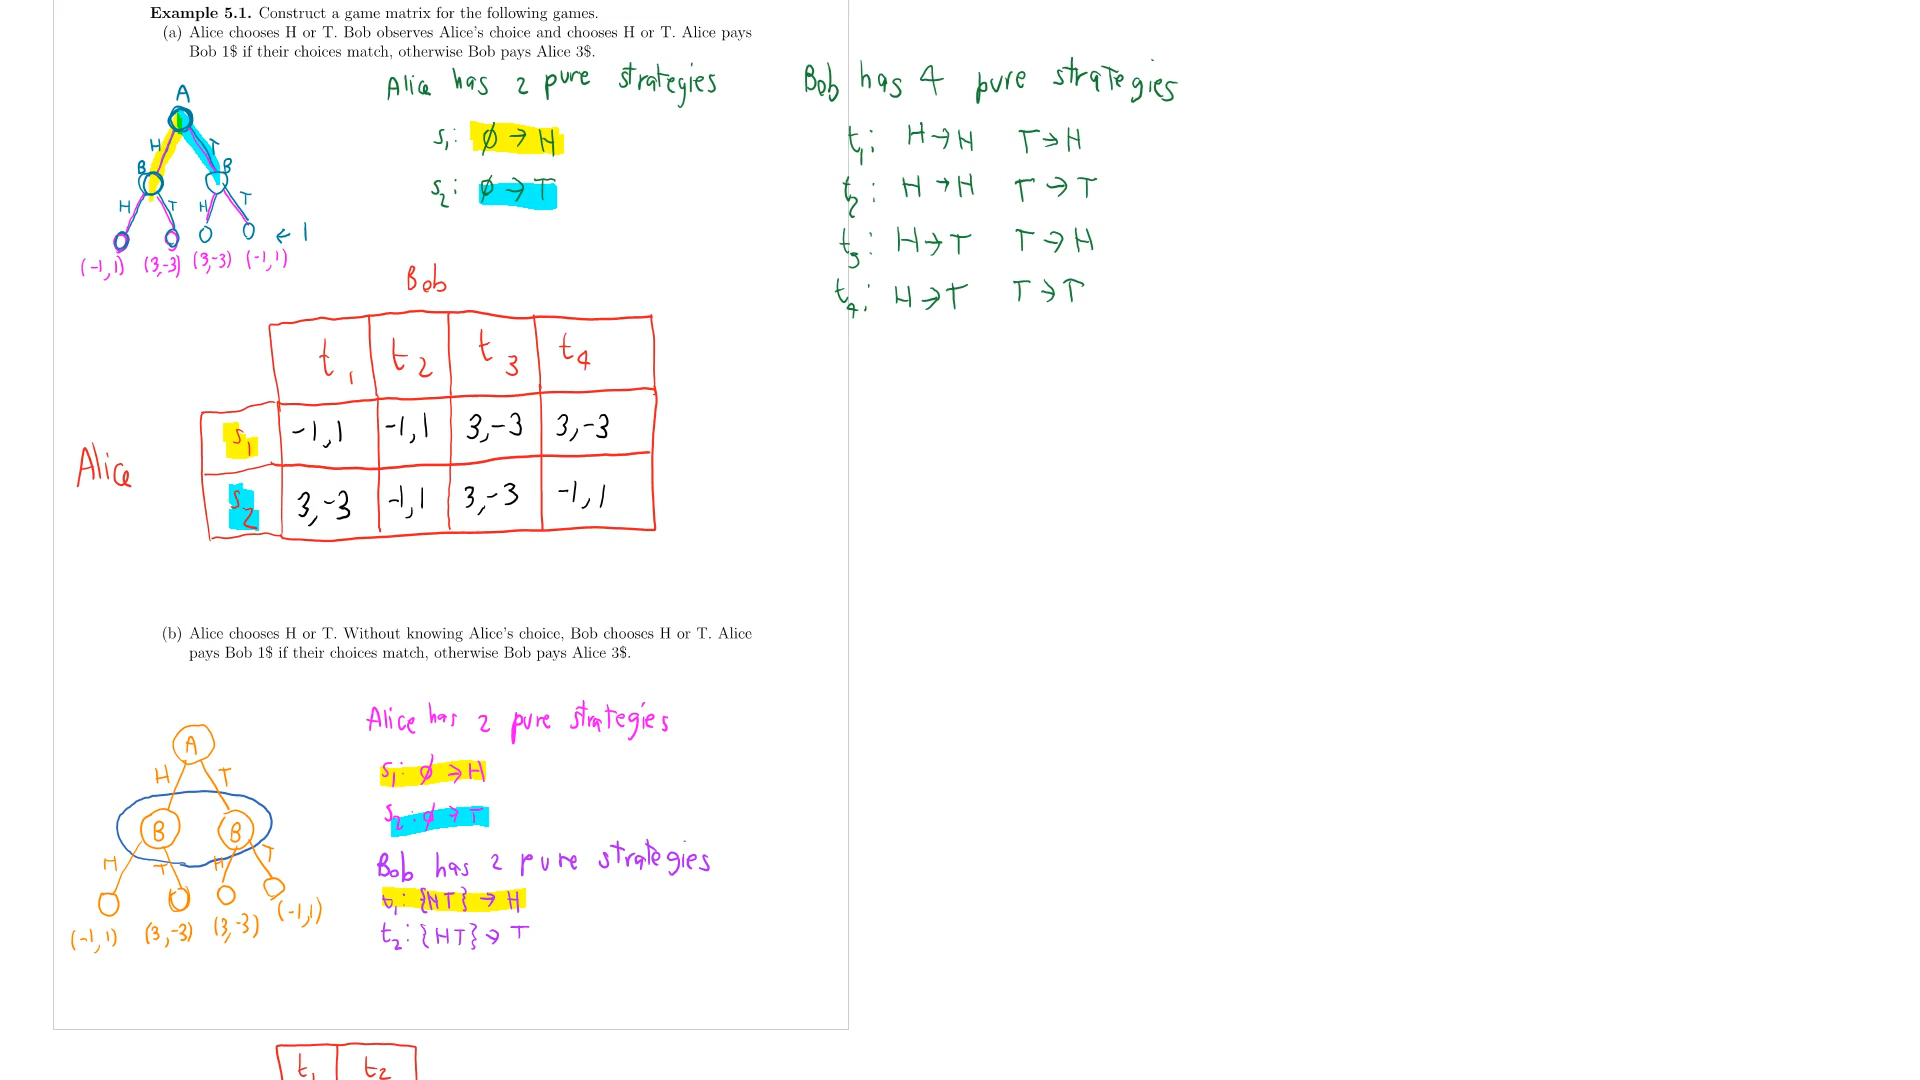 Example 5.1. Construct a game matrix for the following games.
(a) Alice chooses H or T. Bob observes Alice's choice and chooses H or T. Alice pays
Bob 1$ if their choices match, otherwise Bob pays Alice 3$.
Alice has 2 pure strategies
s₁: ∅ → H
s₂: ∅ → T
Bob has 4 pure strategies
t₁: H→H T→H
t₂: H→H T→T
t₃: H→T T→H
t₄: H→T T→T
A
H T
B B
H T H T
← 1
(-1,1) (3,-3) (3,-3) (-1,1)
Bob
t₁ t₂ t₃ t₄
Alice
s₁ -1,1 -1,1 3,-3 3,-3
s₂ 3,-3 -1,1 3,-3 -1,1
(b) Alice chooses H or T. Without knowing Alice's choice, Bob chooses H or T. Alice
pays Bob 1$ if their choices match, otherwise Bob pays Alice 3$.
A
H T
B B
H T H T
(-1,1) (3,-3) (3,-3) (-1,1)
Alice has 2 pure strategies
s₁: ∅ → H
s₂: ∅ → T
Bob has 2 pure strategies
t₁: {HT} → H
t₂: {HT} → T
t₁ t₂